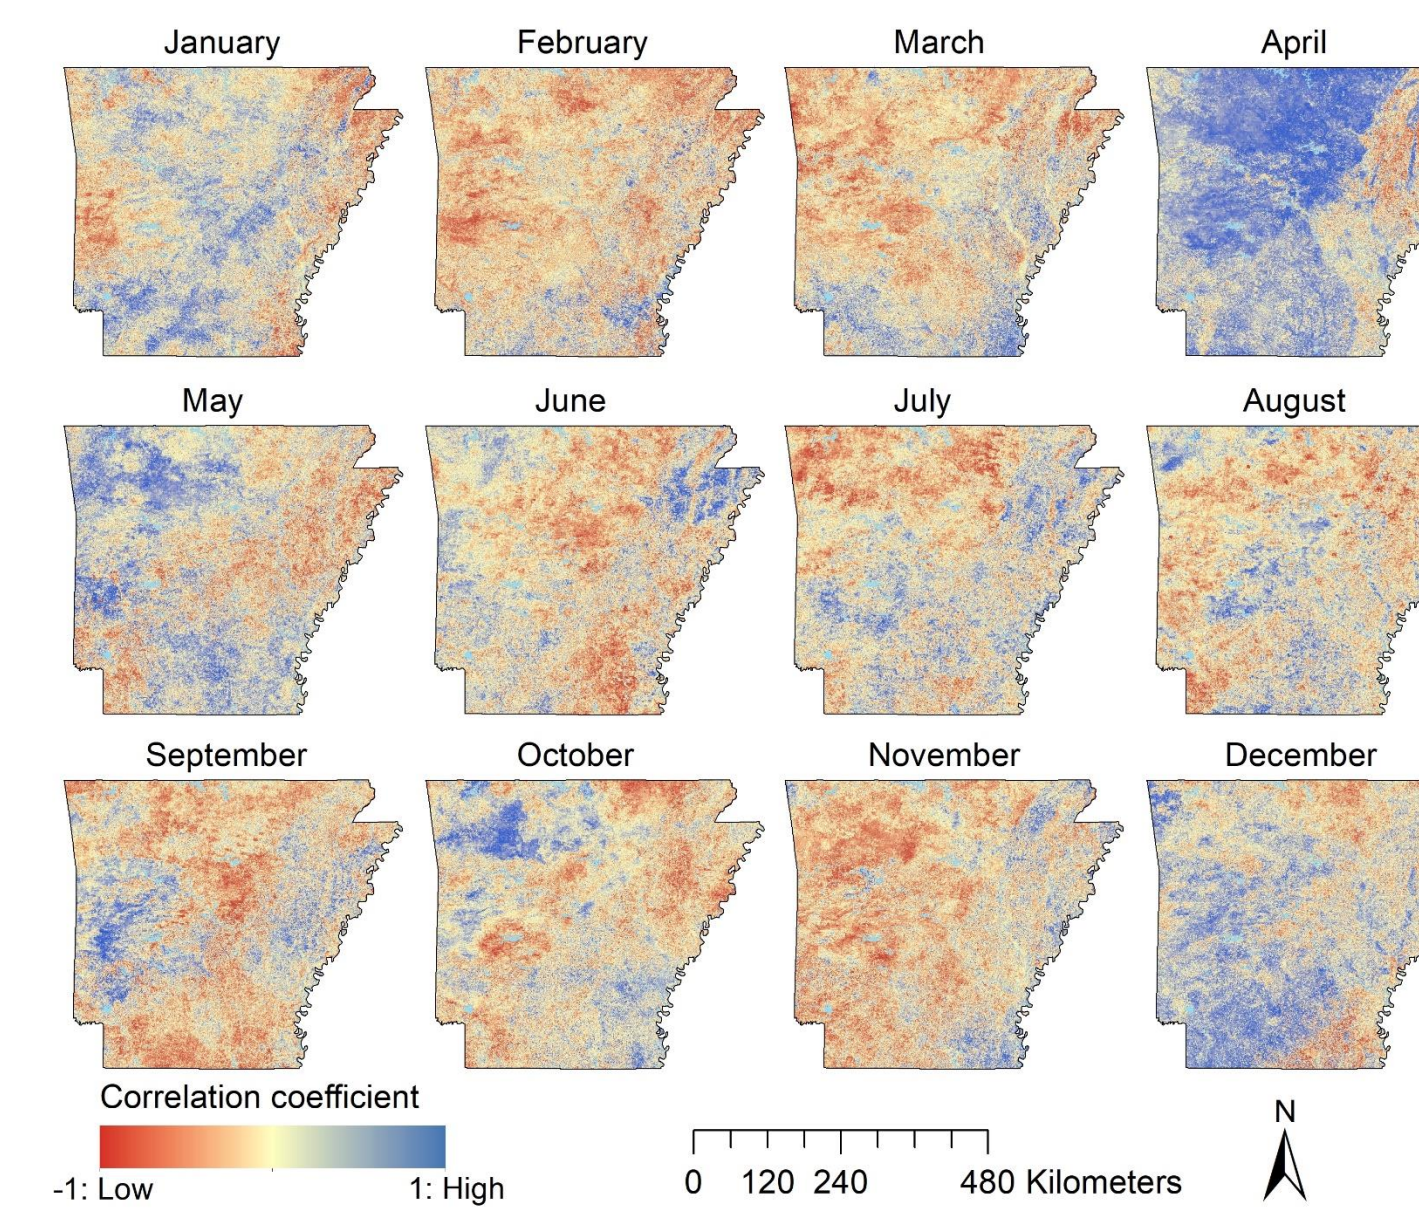 January February March April
May June July August
September October November December
Correlation coefficient
-1: Low 1: High
0 120 240 480 Kilometers
N